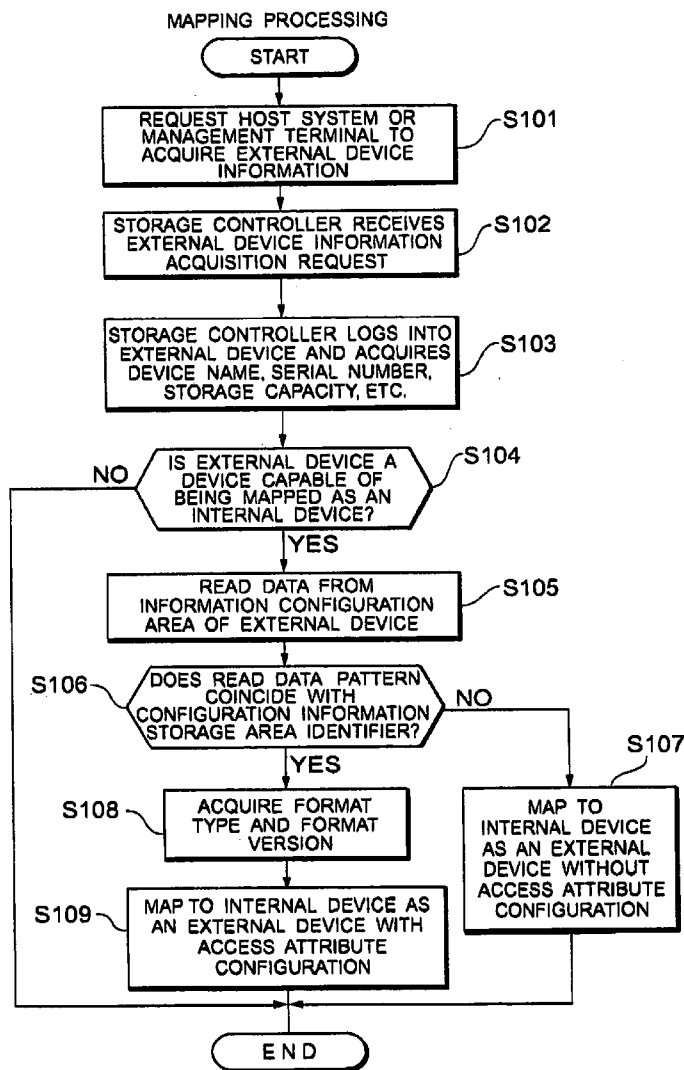 MAPPING PROCESSING
START
REQUEST HOST SYSTEM OR
MANAGEMENT TERMINAL TO
ACQUIRE EXTERNAL DEVICE
INFORMATION
S101
STORAGE CONTROLLER RECEIVES
EXTERNAL DEVICE INFORMATION
ACQUISITION REQUEST
S102
STORAGE CONTROLLER LOGS INTO
EXTERNAL DEVICE AND ACQUIRES
DEVICE NAME, SERIAL NUMBER,
STORAGE CAPACITY, ETC.
S103
IS EXTERNAL DEVICE A
DEVICE CAPABLE OF
BEING MAPPED AS AN
INTERNAL DEVICE?
S104
NO
YES
READ DATA FROM
INFORMATION CONFIGURATION
AREA OF EXTERNAL DEVICE
S105
S106
DOES READ DATA PATTERN
COINCIDE WITH
CONFIGURATION INFORMATION
STORAGE AREA IDENTIFIER?
NO
YES
S107
MAP TO
INTERNAL DEVICE
AS AN EXTERNAL
DEVICE WITHOUT
ACCESS ATTRIBUTE
CONFIGURATION
S108
ACQUIRE FORMAT
TYPE AND FORMAT
VERSION
S109
MAP TO INTERNAL DEVICE AS
AN EXTERNAL DEVICE WITH
ACCESS ATTRIBUTE
CONFIGURATION
END